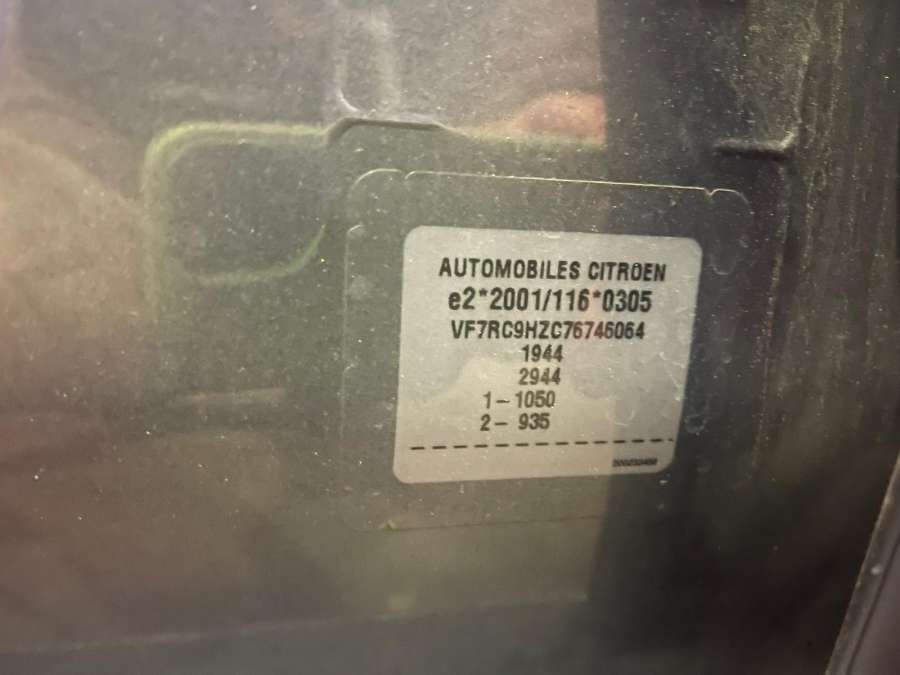 AUTOMOBILES CITROEN
e2*2001/116*0305
VF7RC9HZC76746064
1944
2944
1- 1050
2- 935